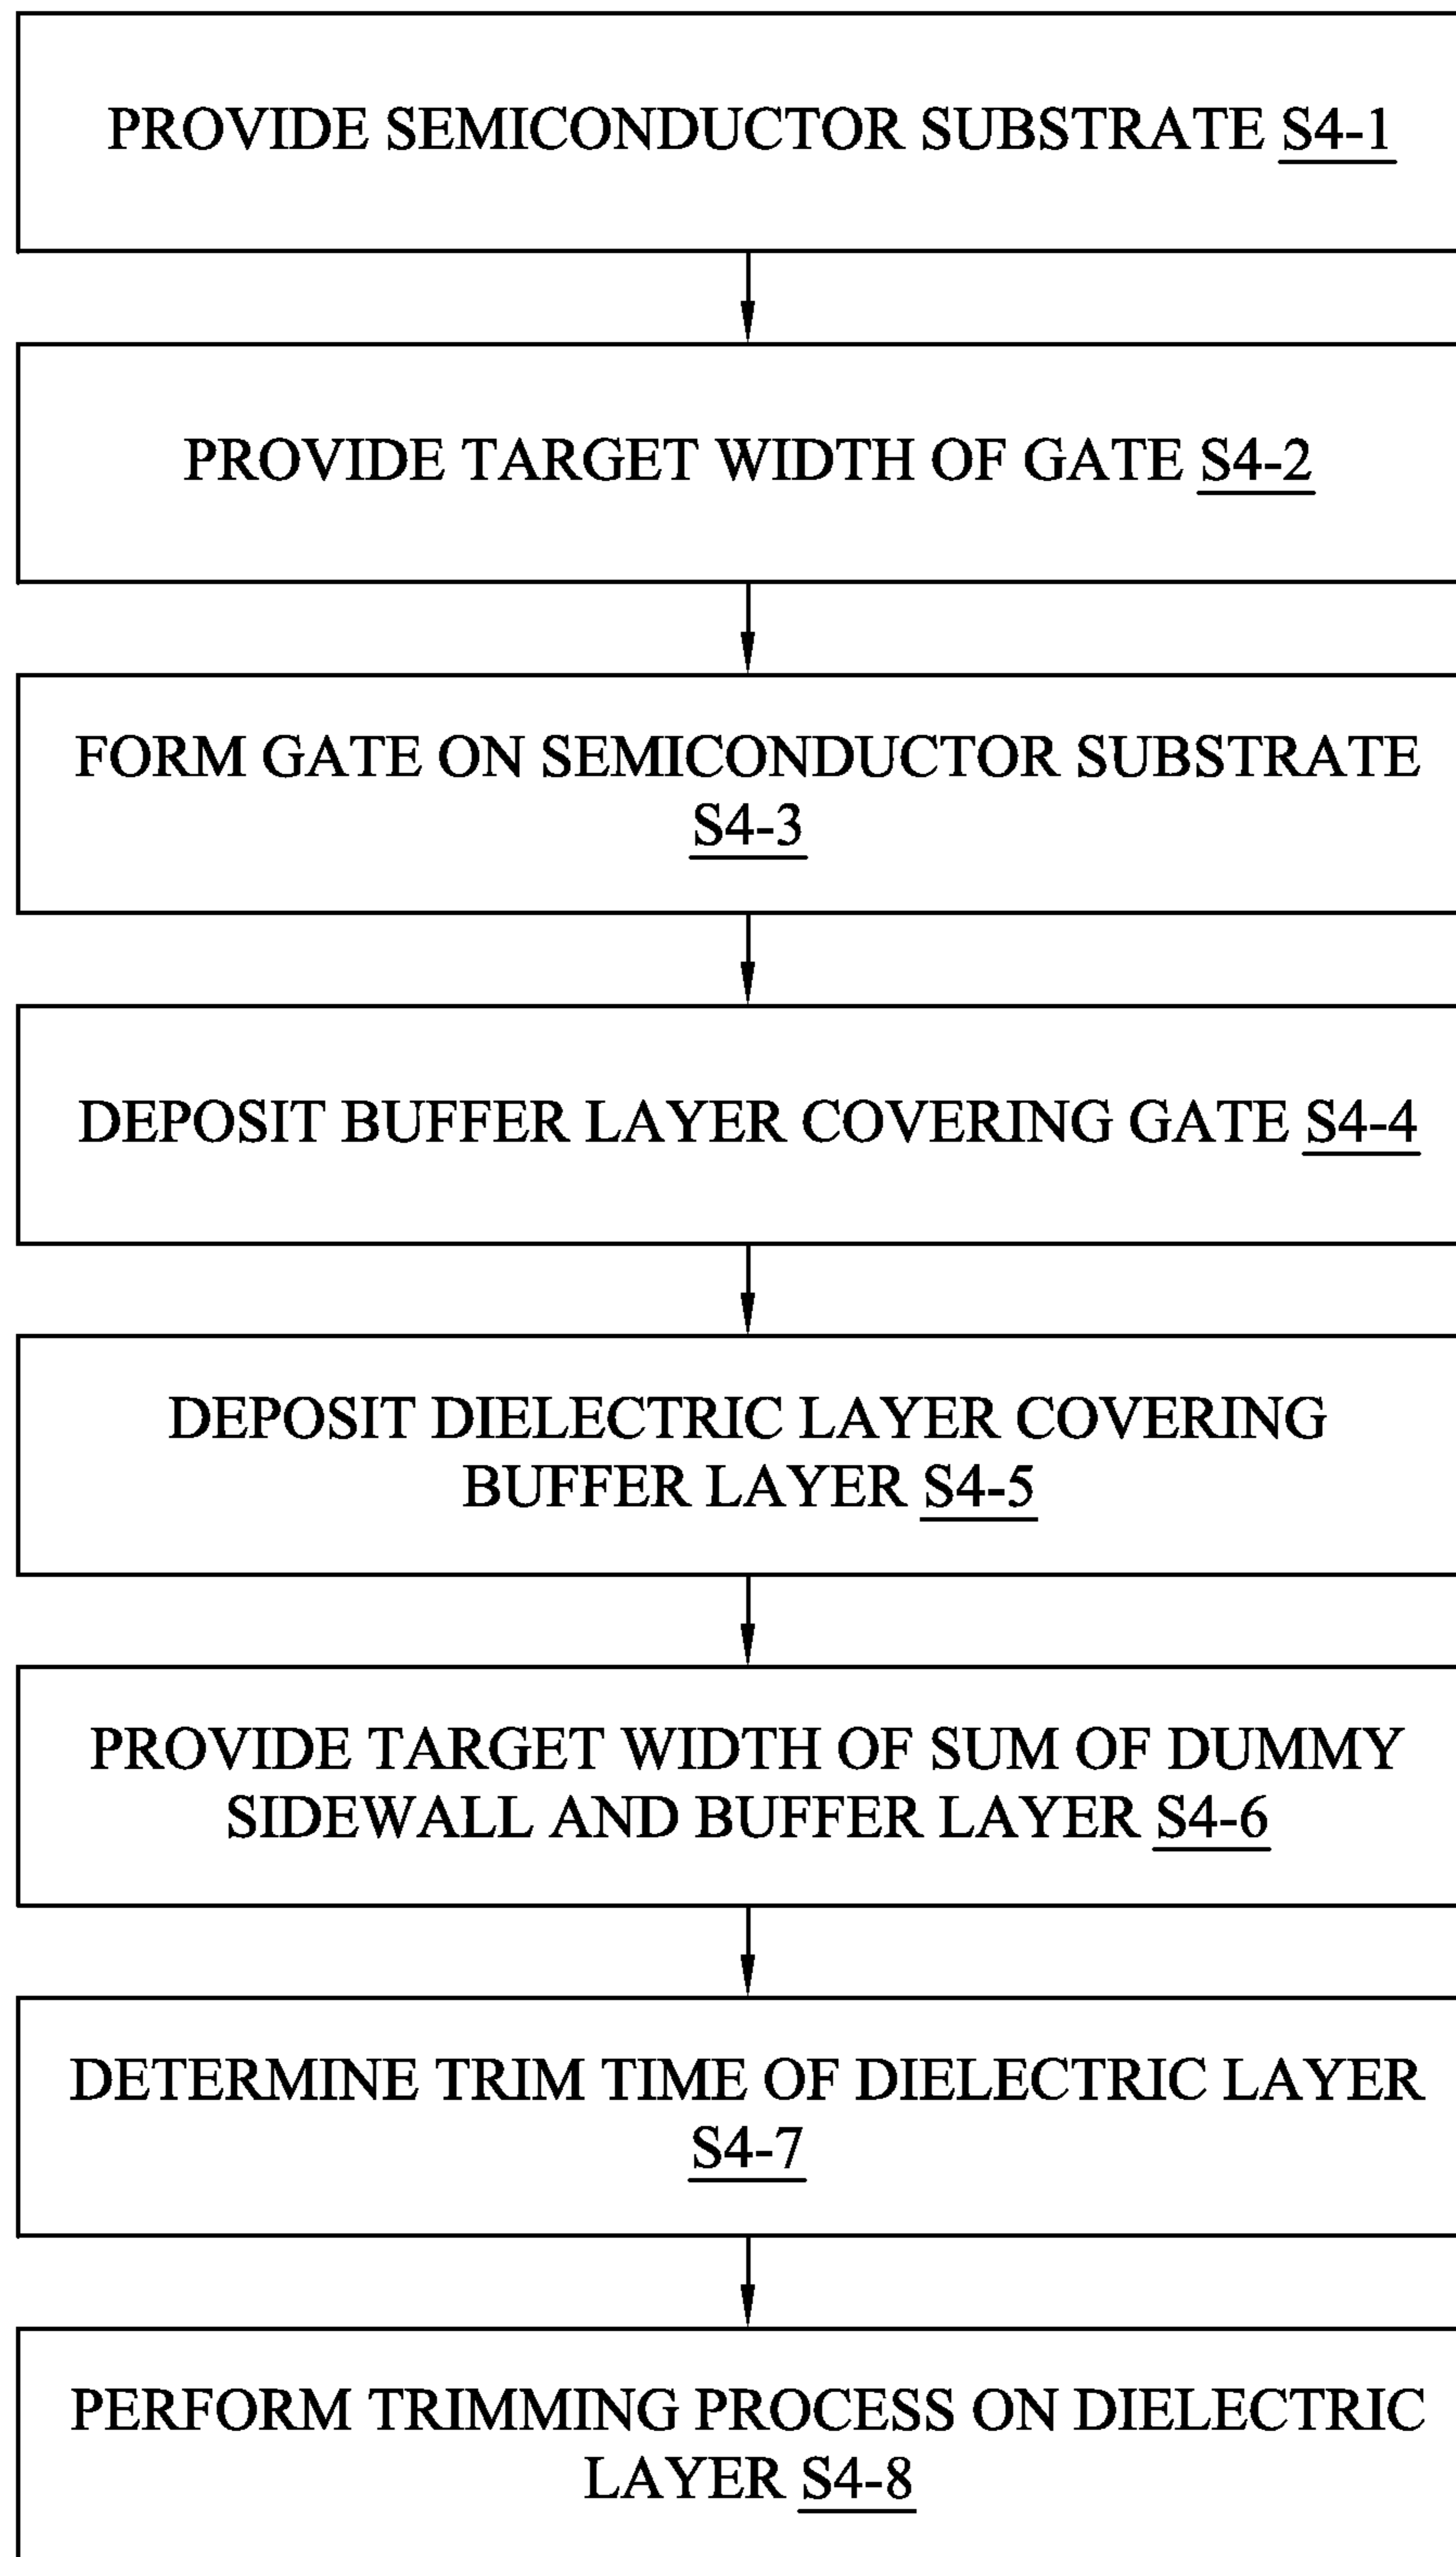 PROVIDE SEMICONDUCTOR SUBSTRATE S4-1
PROVIDE TARGET WIDTH OF GATE S4-2
FORM GATE ON SEMICONDUCTOR SUBSTRATE
S4-3
DEPOSIT BUFFER LAYER COVERING GATE S4-4
DEPOSIT DIELECTRIC LAYER COVERING
BUFFER LAYER S4-5
PROVIDE TARGET WIDTH OF SUM OF DUMMY
SIDEWALL AND BUFFER LAYER S4-6
DETERMINE TRIM TIME OF DIELECTRIC LAYER
S4-7
PERFORM TRIMMING PROCESS ON DIELECTRIC
LAYER S4-8